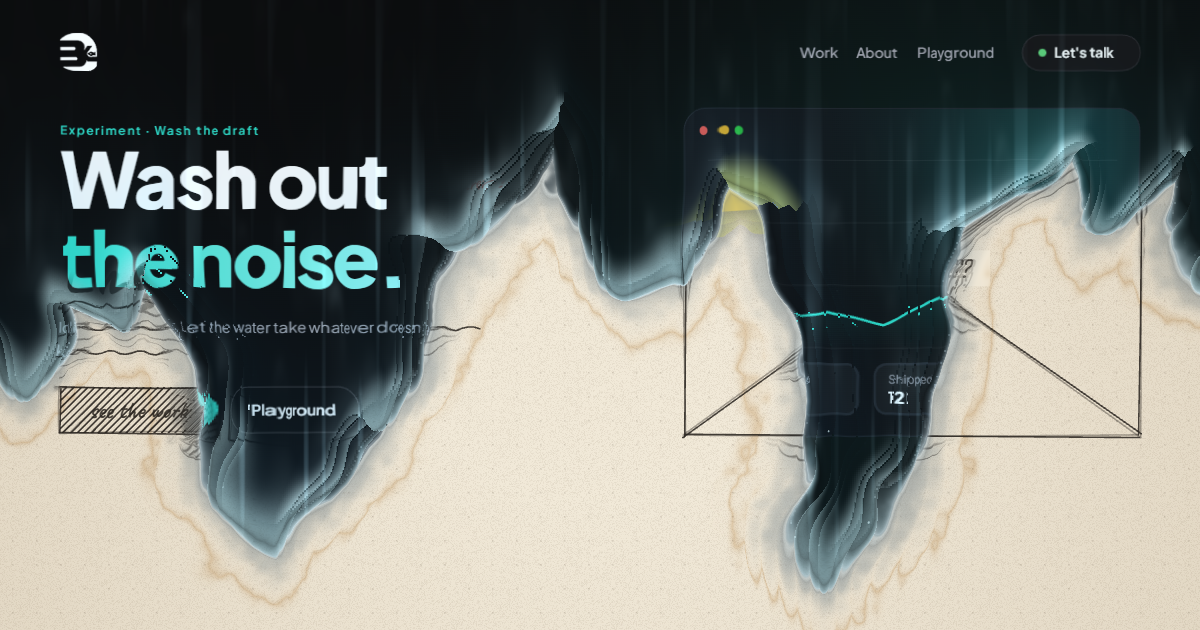 Work About Playground Let's talk
Experiment · Wash the draft
Wash out
the noise.
Let the water take whatever doesn
see the work
'Playground
Shipped
12